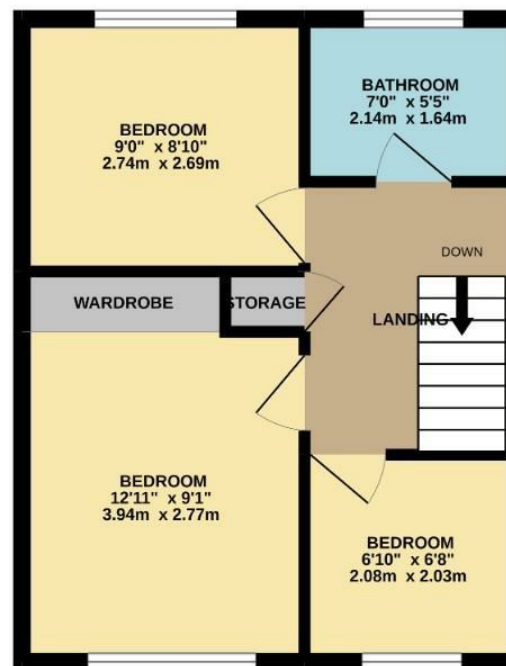 BEDROOM
9'0" x 8'10"
2.74m x 2.69m
BATHROOM
7'0" x 5'5"
2.14m x 1.64m
DOWN
WARDROBE
STORAGE
LANDING
BEDROOM
12'11" x 9'1"
3.94m x 2.77m
BEDROOM
6'10" x 6'8"
2.08m x 2.03m